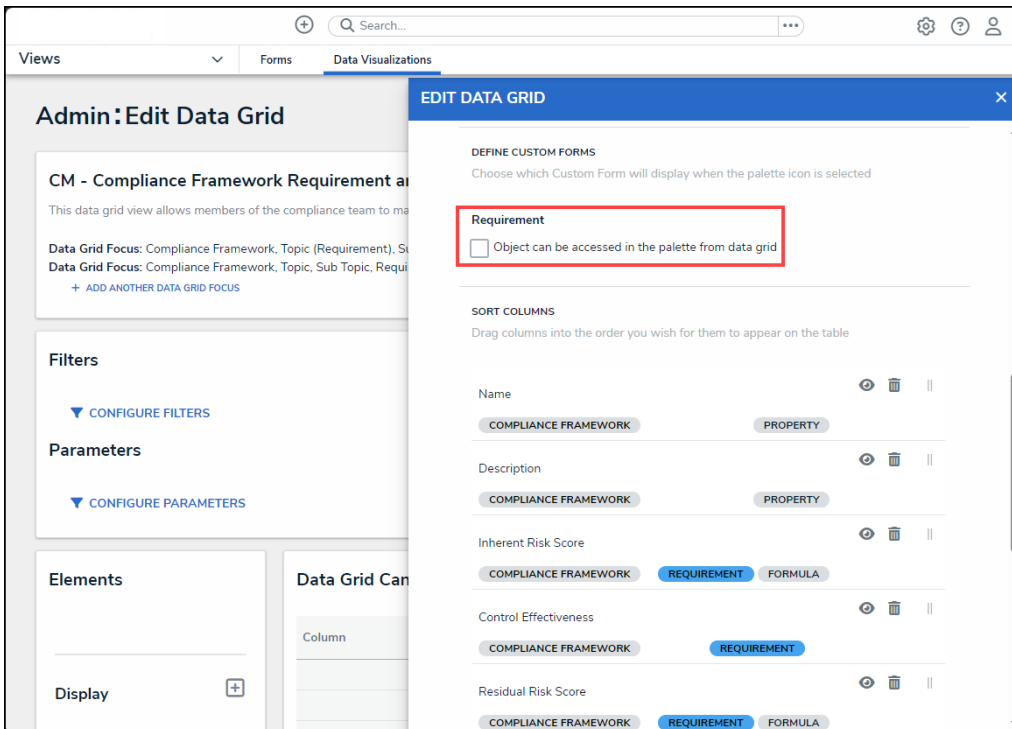 Search...
Views
Forms
Data Visualizations
Admin:Edit Data Grid
CM - Compliance Framework Requirement
This data grid view allows members of the compliance team to
Data Grid Focus: Compliance Framework, Topic (Requirement),
Data Grid Focus: Compliance Framework, Topic, Sub Topic,
+ ADD ANOTHER DATA GRID FOCUS
Filters
CONFIGURE FILTERS
Parameters
CONFIGURE PARAMETERS
Elements
Display
Data Grid
Column
EDIT DATA GRID
DEFINE CUSTOM FORMS
Choose which Custom Form will display when the palette icon is selected
Requirement
Object can be accessed in the palette from data grid
SORT COLUMNS
Drag columns into the order you wish for them to appear on the table
Name
COMPLIANCE FRAMEWORK PROPERTY
Description
COMPLIANCE FRAMEWORK PROPERTY
Inherent Risk Score
COMPLIANCE FRAMEWORK REQUIREMENT FORMULA
Control Effectiveness
COMPLIANCE FRAMEWORK REQUIREMENT
Residual Risk Score
COMPLIANCE FRAMEWORK REQUIREMENT FORMULA